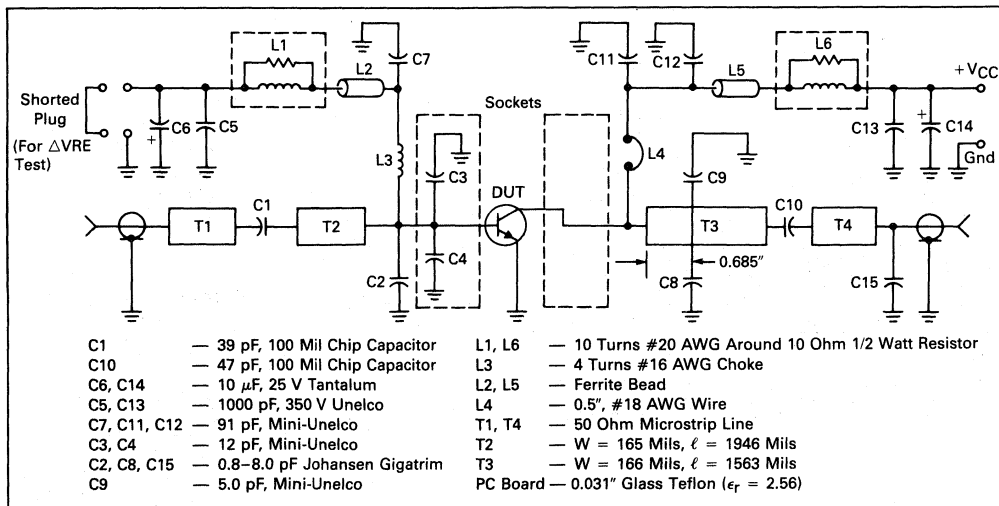 L1
C7
L2
C11
C12
L6
L5
+VCC
Shorted
Plug
(For ΔVRE
Test)
C6
+
C5
Sockets
C13
+
C14
Gnd
L3
C3
L4
C9
DUT
C1
T1
T2
C4
T3
C10
T4
0.685″
C2
C8
C15
C1 — 39 pF, 100 Mil Chip Capacitor
C10 — 47 pF, 100 Mil Chip Capacitor
C6, C14 — 10 μF, 25 V Tantalum
C5, C13 — 1000 pF, 350 V Unelco
C7, C11, C12 — 91 pF, Mini-Unelco
C3, C4 — 12 pF, Mini-Unelco
C2, C8, C15 — 0.8–8.0 pF Johansen Gigatrim
C9 — 5.0 pF, Mini-Unelco
L1, L6 — 10 Turns #20 AWG Around 10 Ohm 1/2 Watt Resistor
L3 — 4 Turns #16 AWG Choke
L2, L5 — Ferrite Bead
L4 — 0.5″, #18 AWG Wire
T1, T4 — 50 Ohm Microstrip Line
T2 — W = 165 Mils, ℓ = 1946 Mils
T3 — W = 166 Mils, ℓ = 1563 Mils
PC Board — 0.031″ Glass Teflon (εr = 2.56)